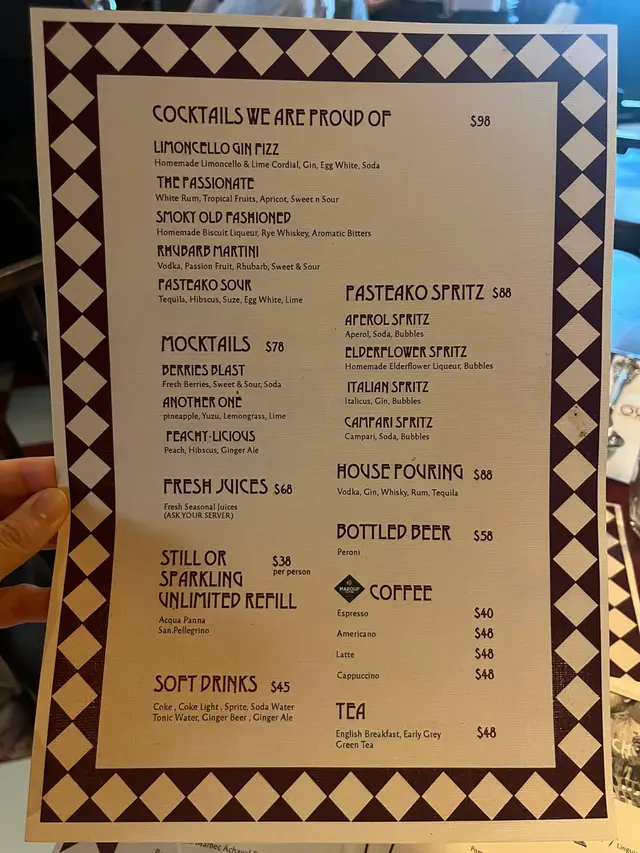 COCKTAILS WE ARE PROUD OF $98
LIMONCELLO GIN FIZZ
Homemade Limoncello & Lime Cordial, Gin, Egg White, Soda
THE PASSIONATE
White Rum, Tropical Fruits, Apricot, Sweet n Sour
SMOKY OLD FASHIONED
Homemade Biscuit Liqueur, Rye Whiskey, Aromatic Bitters
RHUBARB MARTINI
Vodka, Passion Fruit, Rhubarb, Sweet & Sour
PASTEAKO SOUR
Tequila, Hibscus, Suze, Egg White, Lime
MOCKTAILS $78
BERRIES BLAST
Fresh Berries, Sweet & Sour, Soda
ANOTHER ONE
pineapple, Yuzu, Lemongrass, Lime
PEACHY-LICIOUS
Peach, Hibscus, Ginger Ale
FRESH JUICES $68
Fresh Seasonal Juices
(ASK YOUR SERVER)
STILL OR $38
SPARKLING per person
UNLIMITED REFILL
Acqua Panna
San.Pellegrino
SOFT DRINKS $45
Coke , Coke Light , Sprite, Soda Water
Tonic Water, Ginger Beer , Ginger Ale
PASTEAKO SPRITZ $88
APEROL SPRITZ
Aperol, Soda, Bubbles
ELDERFLOWER SPRITZ
Homemade Elderflower Liqueur, Bubbles
ITALIAN SPRITZ
Italicus, Gin, Bubbles
CAMPARI SPRITZ
Campari, Soda, Bubbles
HOUSE POURING $88
Vodka, Gin, Whisky, Rum, Tequila
BOTTLED BEER $58
Peroni
COFFEE
Espresso $40
Americano $48
Latte $48
Cappuccino $48
TEA
English Breakfast, Early Grey $48
Green Tea